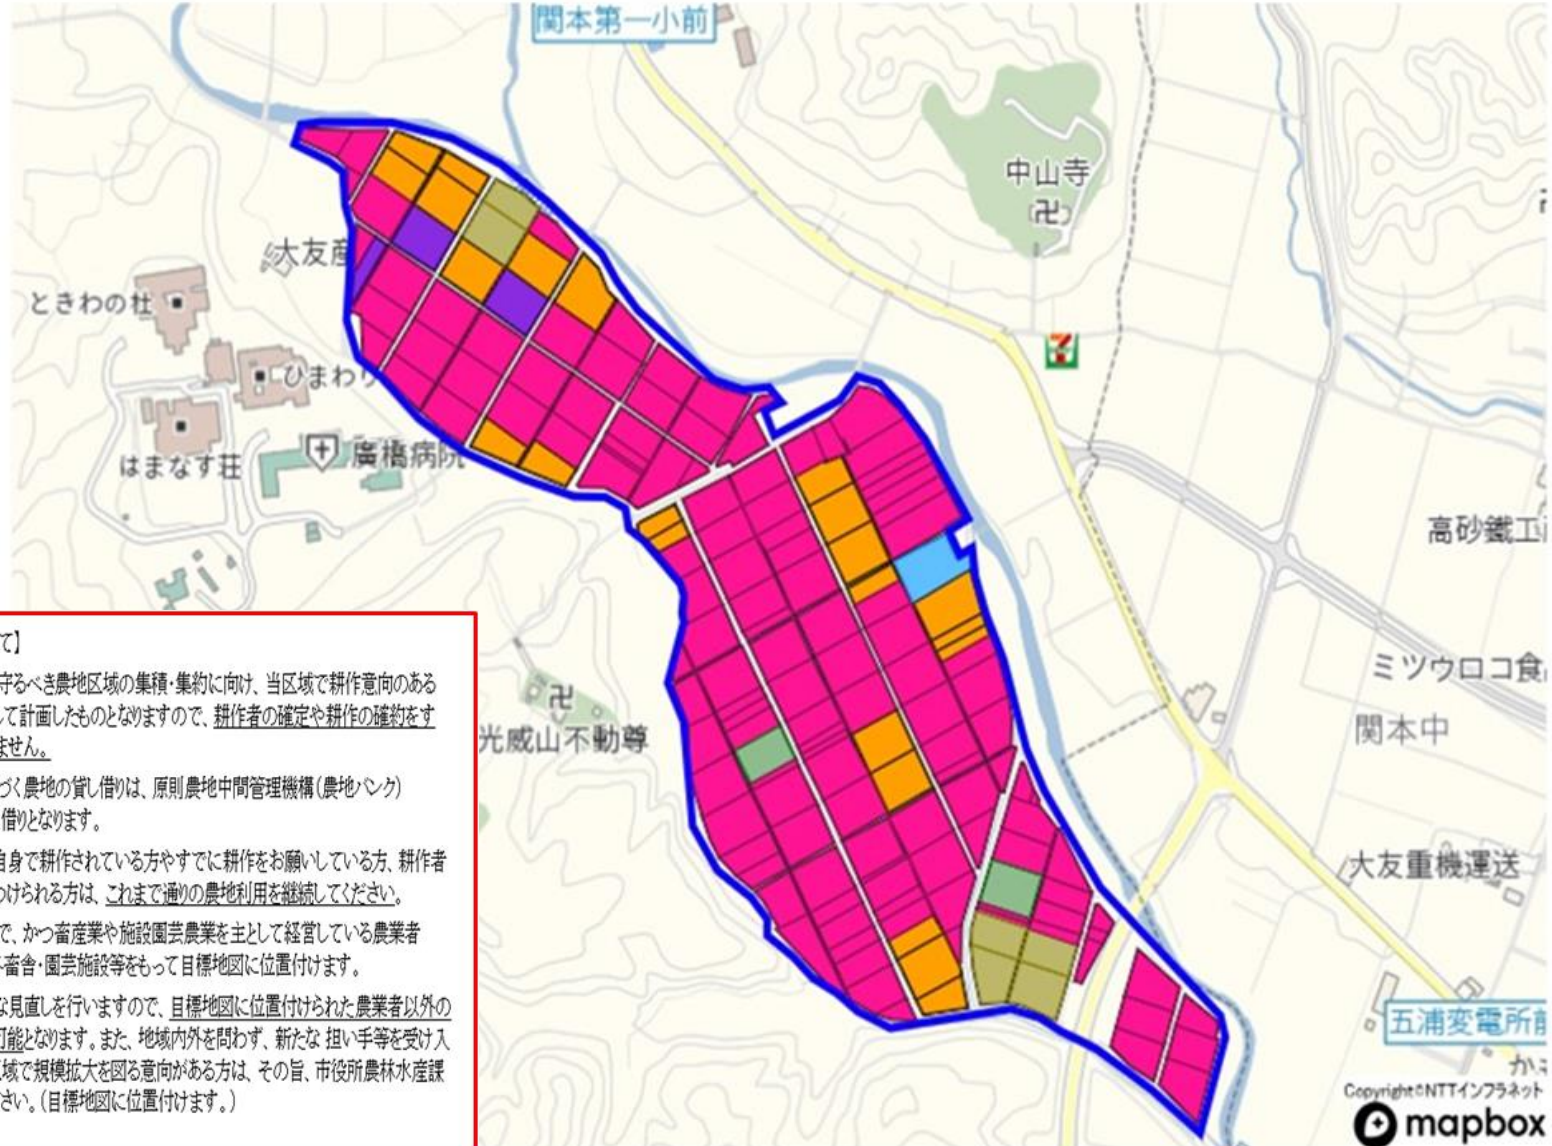 関本第一小前
中山寺
大友産
ときわの杜
ひまわり
はまなす荘
廣橋病院
高砂鐵工
ミツウロコ食
関本中
光威山不動尊
大友重機運送
五浦変電所前
Copyright©NTTインフラネット
mapbox
て】
守るべき農地区域の集積・集約に向け、当区域で耕作意向のある
して計画したものとなりますので、耕作者の確定や耕作の確約をす
ません。
づく農地の貸し借りは、原則農地中間管理機構(農地バンク)
借りとなります。
自身で耕作されている方やすでに耕作をお願いしている方、耕作者
つけられる方は、これまで通りの農地利用を継続してください。
で、かつ畜産業や施設園芸農業を主として経営している農業者
畜舎・園芸施設等をもって目標地図に位置付けます。
な見直しを行いますので、目標地図に位置付けられた農業者以外の
可能となります。また、地域内外を問わず、新たな 担い手等を受け入
域で規模拡大を図る意向がある方は、その旨、市役所農林水産課
さい。(目標地図に位置付けます。)